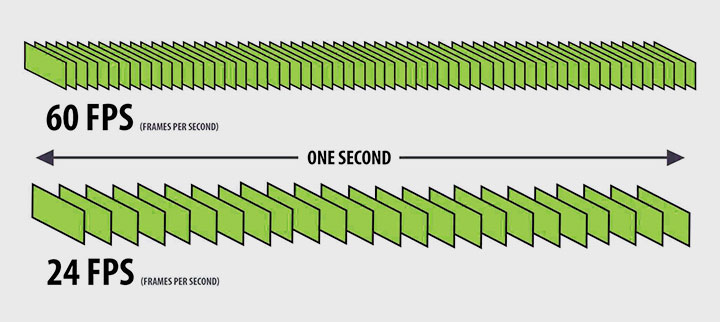 60 FPS (FRAMES PER SECOND)
ONE SECOND
24 FPS (FRAMES PER SECOND)